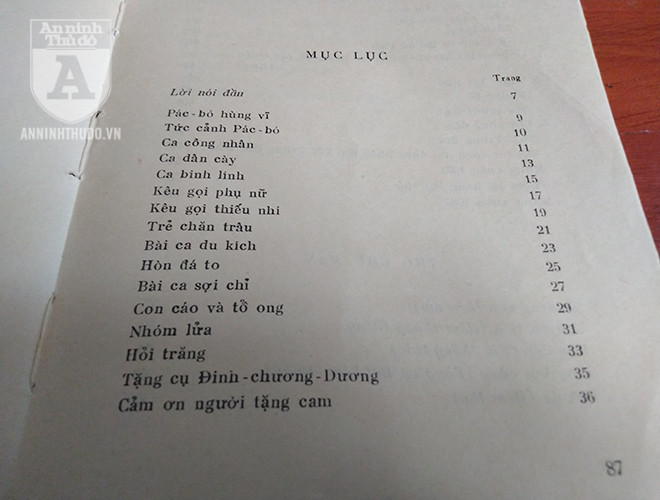 An ninh
Thủ đô
A
ANNINHTHUDO.VN
MỤC LỤC
Trang
Lời nói đầu 7
Pác-bó hùng vĩ 9
Tức cảnh Pác-bó 10
Ca công nhân 11
Ca dân cày 13
Ca binh lính 15
Kêu gọi phụ nữ 17
Kêu gọi thiếu nhi 19
Trẻ chăn trâu 21
Bài ca du kích 23
Hòn đá to 25
Bài ca sợi chỉ 27
Con cáo và tổ ong 29
Nhóm lửa 31
Hỏi trăng 33
Tặng cụ Đinh-chương-Dương 35
Cảm ơn người tặng cam 36
87